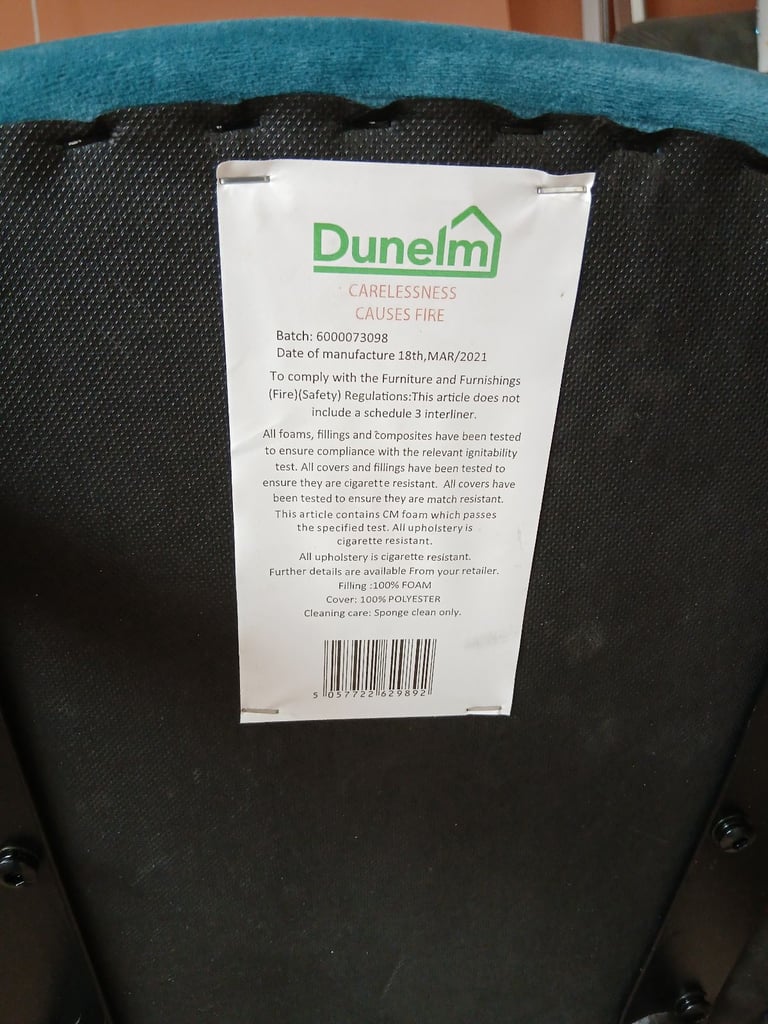 Dunelm
CARELESSNESS
CAUSES FIRE
Batch: 6000073098
Date of manufacture 18th,MAR/2021
To comply with the Furniture and Furnishings
(Fire)(Safety) Regulations:This article does not
include a schedule 3 interliner.
All foams, fillings and composites have been tested
to ensure compliance with the relevant ignitability
test. All covers and fillings have been tested to
ensure they are cigarette resistant. All covers have
been tested to ensure they are match resistant.
This article contains CM foam which passes
the specified test. All upholstery is
cigarette resistant.
All upholstery is cigarette resistant.
Further details are available From your retailer.
Filling :100% FOAM
Cover: 100% POLYESTER
Cleaning care: Sponge clean only.
5 057722 629892